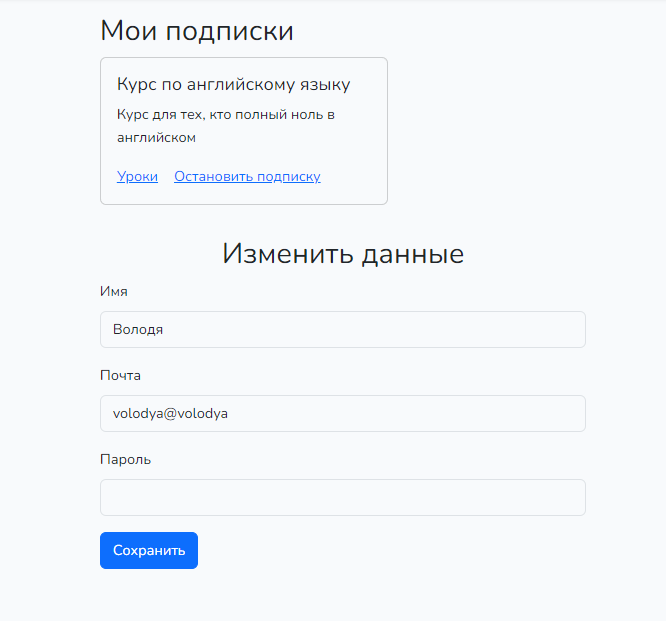 Мои подписки
Курс по английскому языку
Курс для тех, кто полный ноль в
английском
Уроки Остановить подписку
Изменить данные
Имя
Володя
Почта
volodya@volodya
Пароль
Сохранить